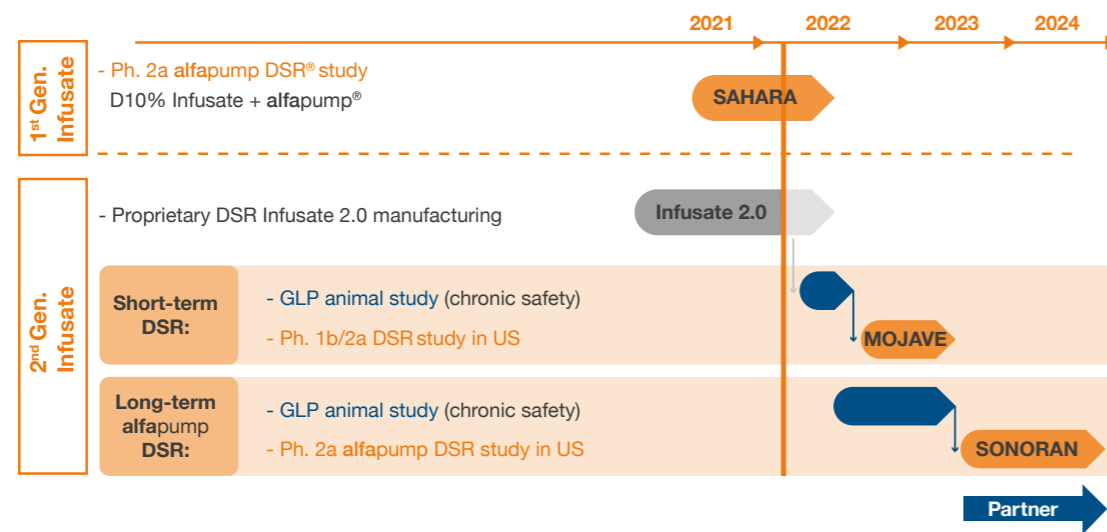 2021 2022 2023 2024
1st Gen.
Infusate
- Ph. 2a alfapump DSR® study
D10% Infusate + alfapump®
SAHARA
2nd Gen.
Infusate
- Proprietary DSR Infusate 2.0 manufacturing
Infusate 2.0
Short-term
DSR:
- GLP animal study (chronic safety)
- Ph. 1b/2a DSR study in US
MOJAVE
Long-term
alfapump
DSR:
- GLP animal study (chronic safety)
- Ph. 2a alfapump DSR study in US
SONORAN
Partner